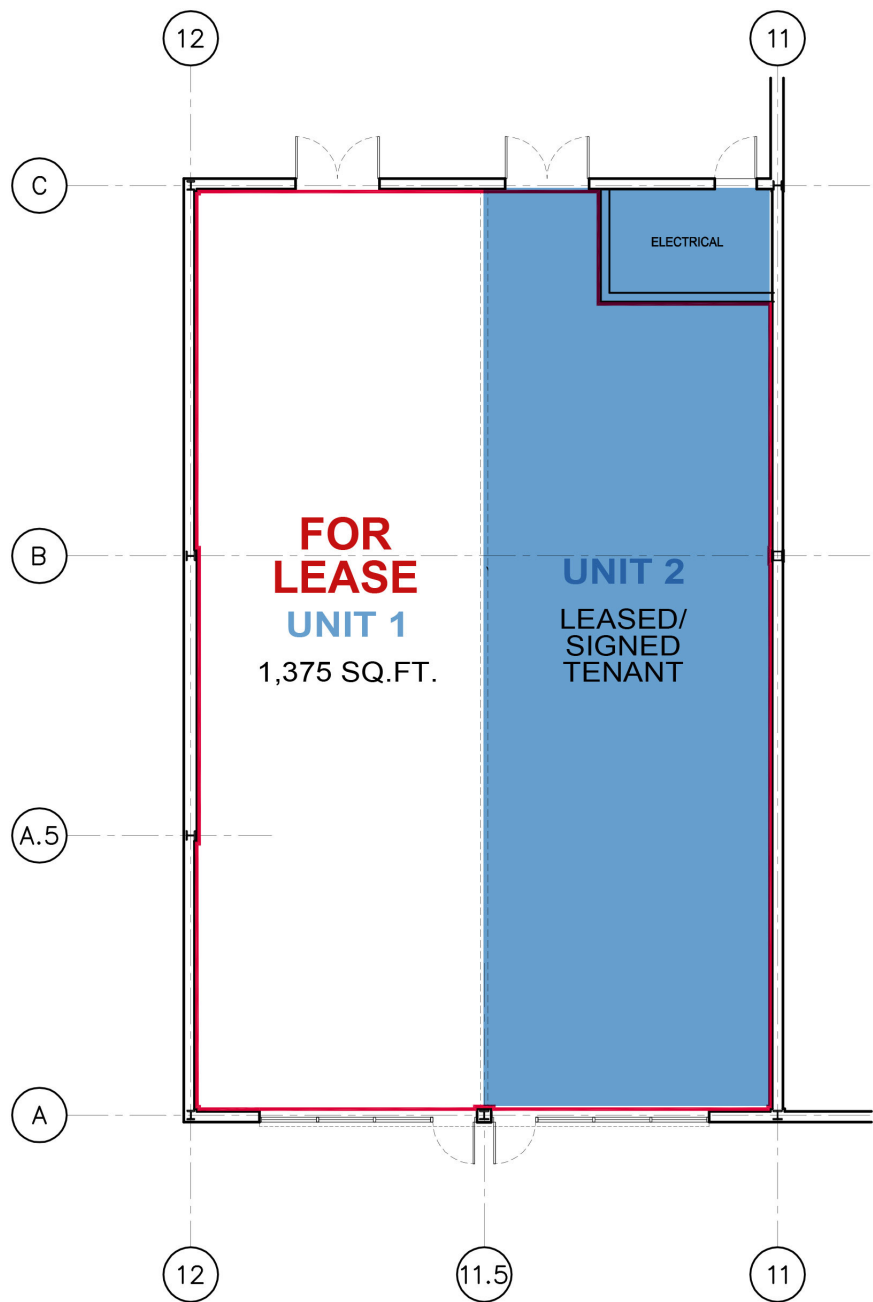 12
11
C
ELECTRICAL
FOR
LEASE
UNIT 1
1,375 SQ.FT.
B
UNIT 2
LEASED/
SIGNED
TENANT
A.5
A
12
11.5
11